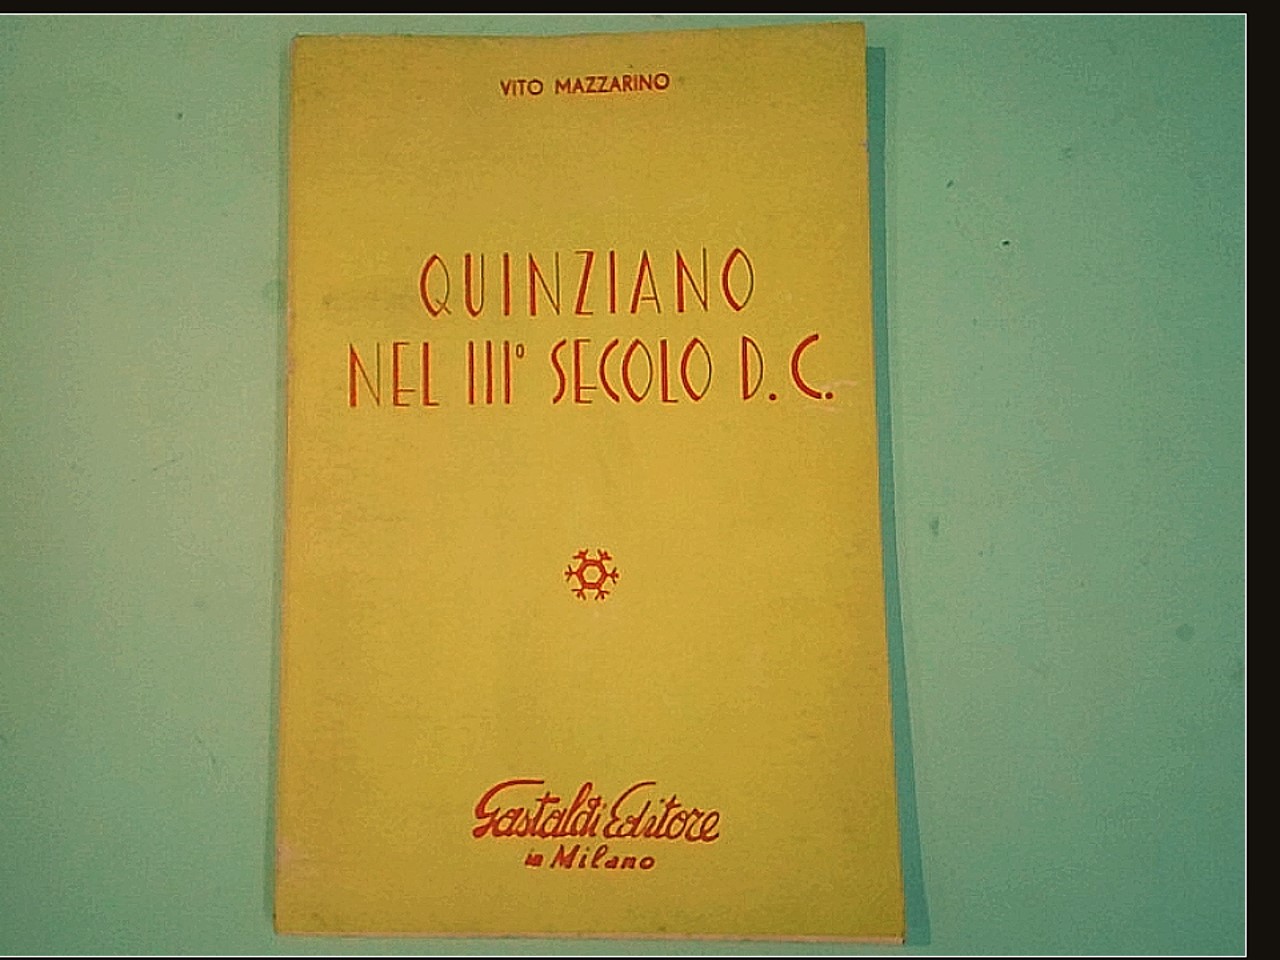 VITO MAZZARINO
QUINZIANO
NEL III° SECOLO D. C.
Gastaldi Editore
in Milano